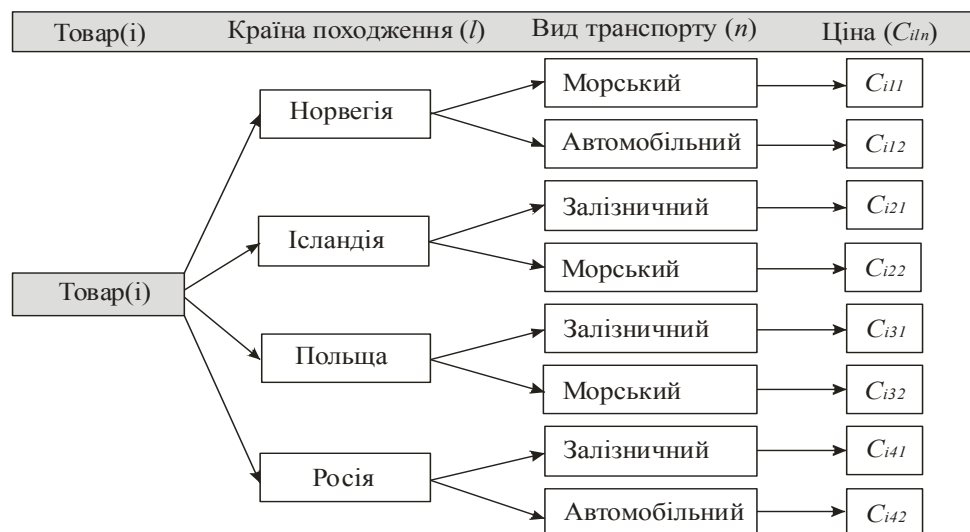 Товар(i) Країна походження (l) Вид транспорту (n) Ціна (Ciln)
Морський Ci11
Норвегія
Автомобільний Ci12
Залізничний Ci21
Ісландія
Морський Ci22
Товар(i)
Залізничний Ci31
Польща
Морський Ci32
Залізничний Ci41
Росія
Автомобільний Ci42